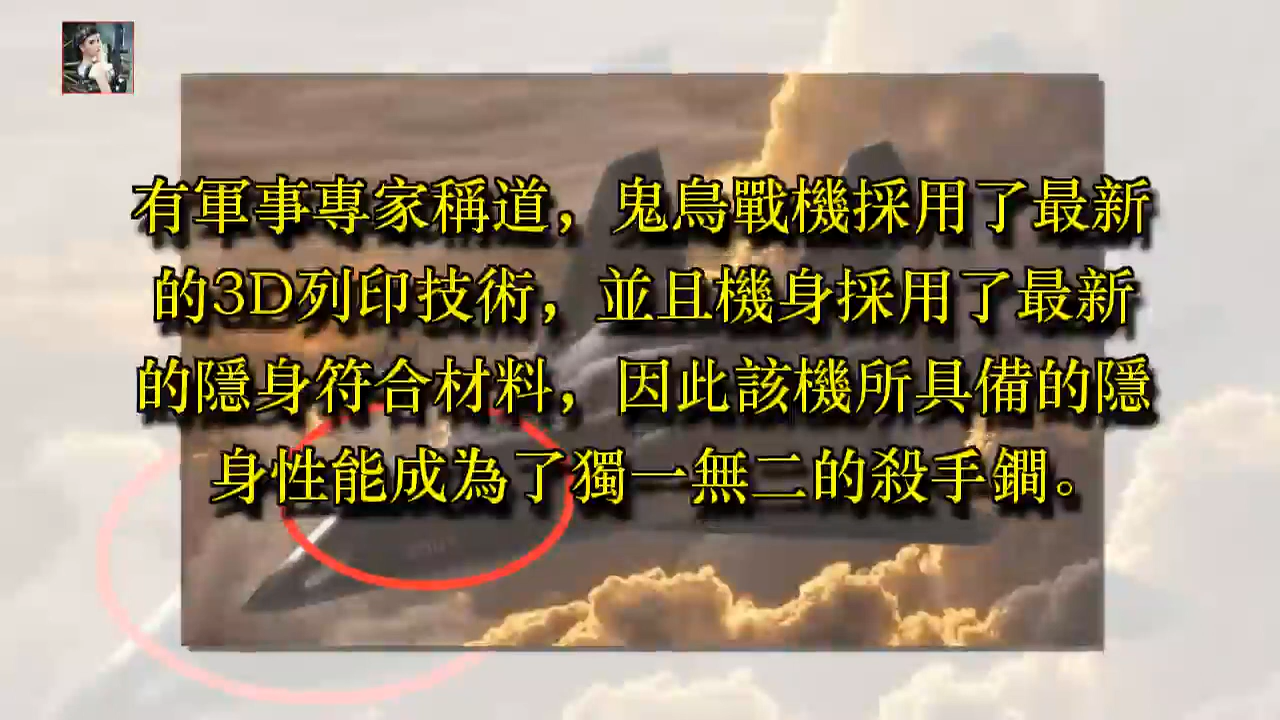 有軍事專家稱道，鬼鳥戰機採用了最新
的3D列印技術，並且機身採用了最新
的隱身符合材料，因此該機所具備的隱
身性能成為了獨一無二的殺手鐧。